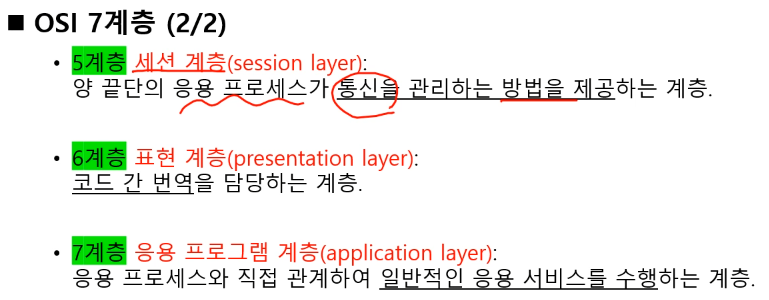 ■ OSI 7계층 (2/2)
• 5계층 세션 계층(session layer):
양 끝단의 응용 프로세스가 통신을 관리하는 방법을 제공하는 계층.
• 6계층 표현 계층(presentation layer):
코드 간 번역을 담당하는 계층.
• 7계층 응용 프로그램 계층(application layer):
응용 프로세스와 직접 관계하여 일반적인 응용 서비스를 수행하는 계층.